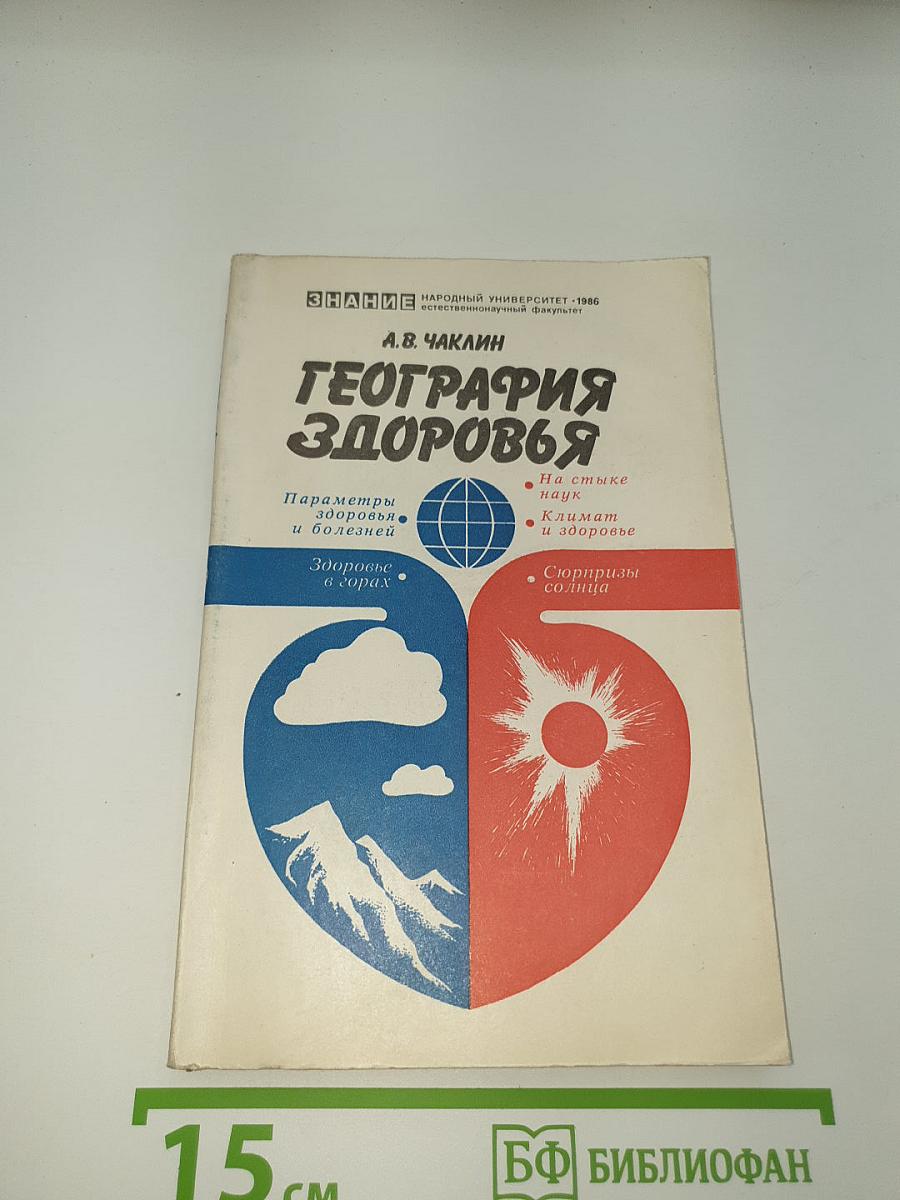 ЗНАНИЕ НАРОДНЫЙ УНИВЕРСИТЕТ • 1986
естественнонаучный факультет
А.В. ЧАКЛИН
ГЕОГРАФИЯ
ЗДОРОВЬЯ
Параметры
здоровья
и болезней
• На стыке
наук
• Климат
и здоровье
Здоровье
в горах
• Сюрпризы
солнца
15 см
БФ БИБЛИОФАН